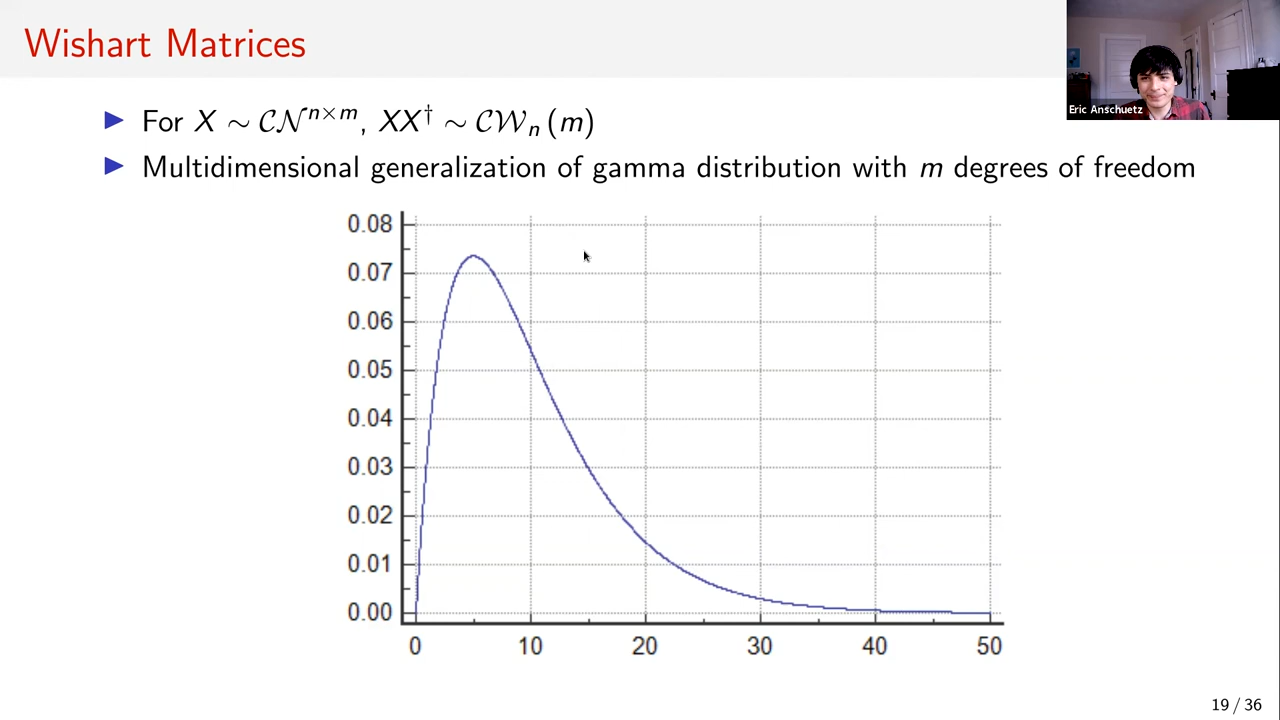 Wishart Matrices
Eric Anschuetz
▶ For X ∼ 𝒞𝒩ⁿˣᵐ, XX† ∼ 𝒞𝒲ₙ (m)
▶ Multidimensional generalization of gamma distribution with m degrees of freedom
0.08
0.07
0.06
0.05
0.04
0.03
0.02
0.01
0.00
0 10 20 30 40 50
19 / 36